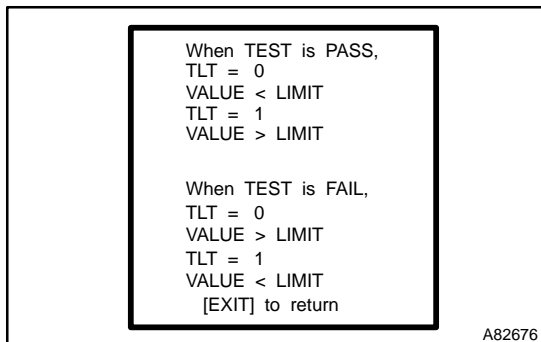 When TEST is PASS,
TLT = 0
VALUE < LIMIT
TLT = 1
VALUE > LIMIT
When TEST is FAIL,
TLT = 0
VALUE > LIMIT
TLT = 1
VALUE < LIMIT
[EXIT] to return
A82676